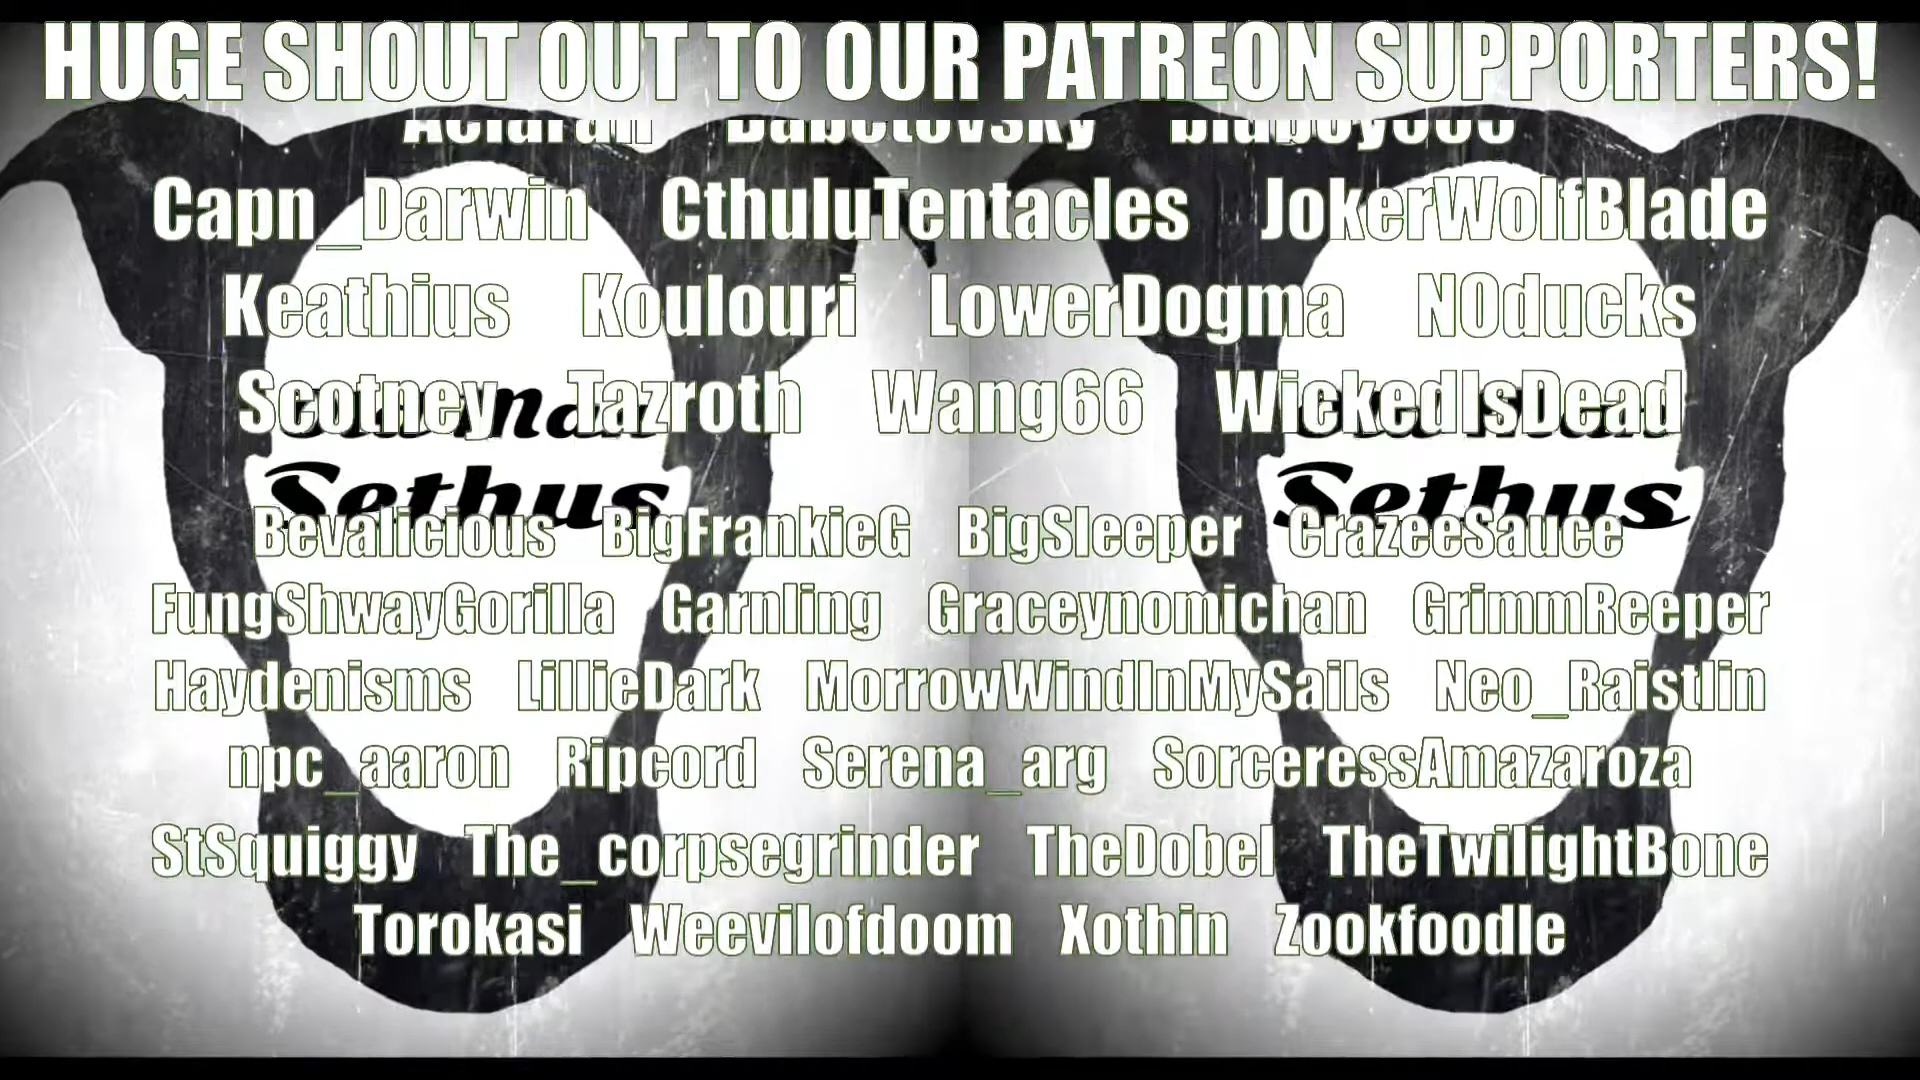 HUGE SHOUT OUT TO OUR PATREON SUPPORTERS!
Capn_Darwin CthuluTentacles JokerWolfBlade
Keathius Koulouri LowerDogma NOducks
Scotney Tazroth Wang66 WickedIsDead
Sethus Sethus
Bevalicious BigFrankieG BigSleeper CrazeeSauce
FungShwayGorilla Garnling Graceynomichan GrimmReeper
Haydenisms LillieDark MorrowWindInMySails Neo_Raistlin
npc_aaron Ripcord Serena_arg SorceressAmazaroza
StSquiggy The_corpsegrinder TheDobel TheTwilightBone
Torokasi Weevilofdoom Xothin Zookfoodle